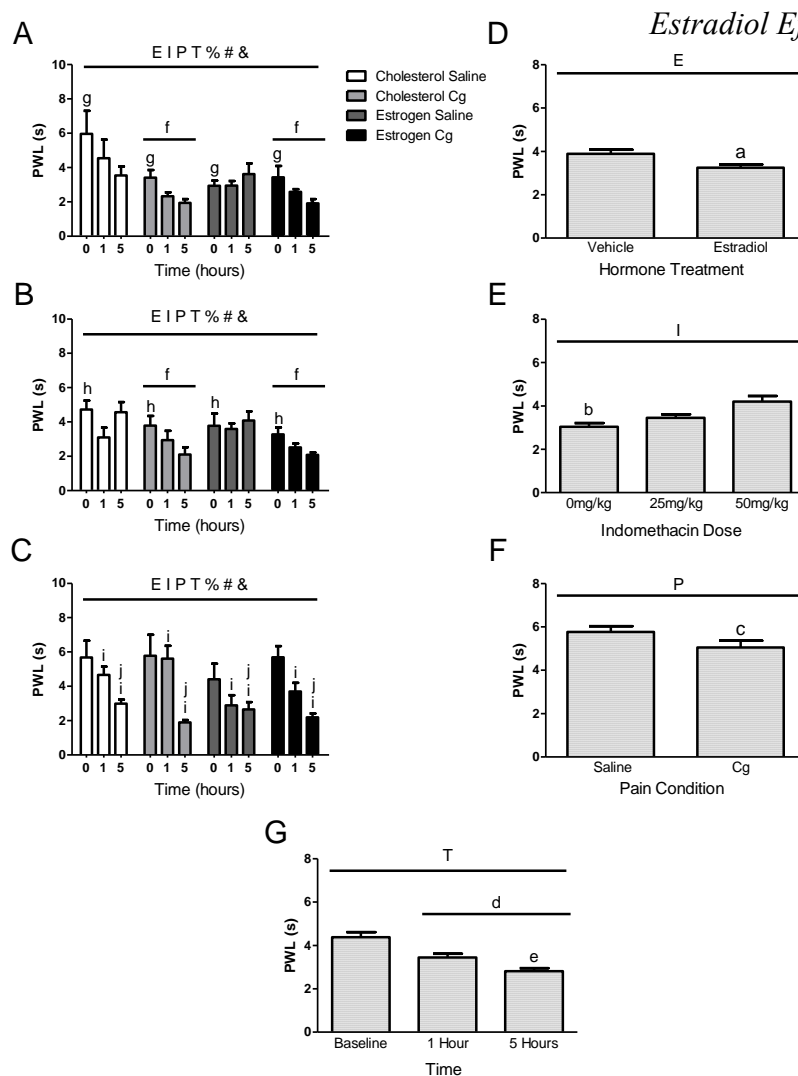 Estradiol Ef
A
E I P T % # &
Cholesterol Saline
Cholesterol Cg
Estrogen Saline
Estrogen Cg
PWL (s)
10
8
6
4
2
0
g
g
f
g
g
f
0 1 5 0 1 5 0 1 5 0 1 5
Time (hours)
B
E I P T % # &
PWL (s)
10
8
6
4
2
0
h
h
f
h
h
f
0 1 5 0 1 5 0 1 5 0 1 5
Time (hours)
C
E I P T % # &
PWL (s)
10
8
6
4
2
0
i
j
i
i
j
i
i
j
i
i
j
i
0 1 5 0 1 5 0 1 5 0 1 5
Time (hours)
D
E
PWL (s)
8
6
4
2
0
a
Vehicle Estradiol
Hormone Treatment
E
I
PWL (s)
8
6
4
2
0
b
0mg/kg 25mg/kg 50mg/kg
Indomethacin Dose
F
P
PWL (s)
8
6
4
2
0
c
Saline Cg
Pain Condition
G
T
d
PWL (s)
8
6
4
2
0
e
Baseline 1 Hour 5 Hours
Time